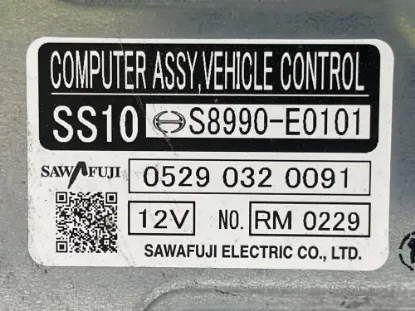 COMPUTER ASSY,VEHICLE CONTROL
SS10 S8990-E0101
SAWAFUJI 0529 032 0091
12V NO. RM 0229
SAWAFUJI ELECTRIC CO., LTD.